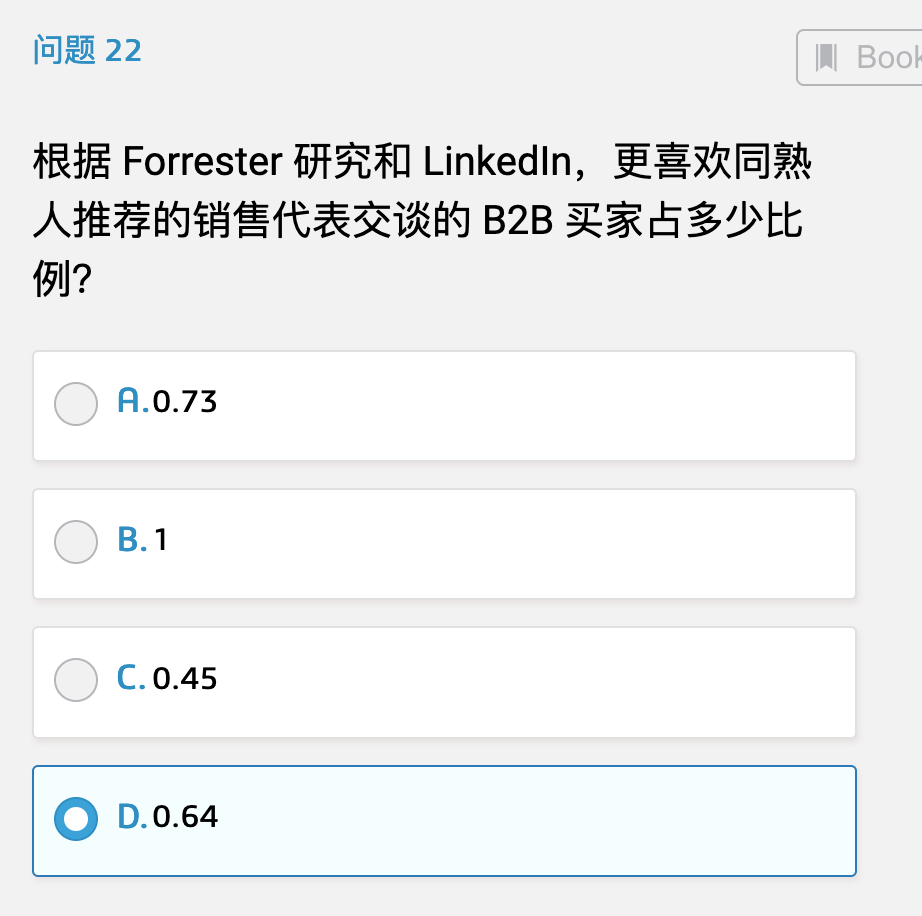 问题 22
Book
根据 Forrester 研究和 LinkedIn，更喜欢同熟
人推荐的销售代表交谈的 B2B 买家占多少比
例?
A.0.73
B.1
C.0.45
D.0.64